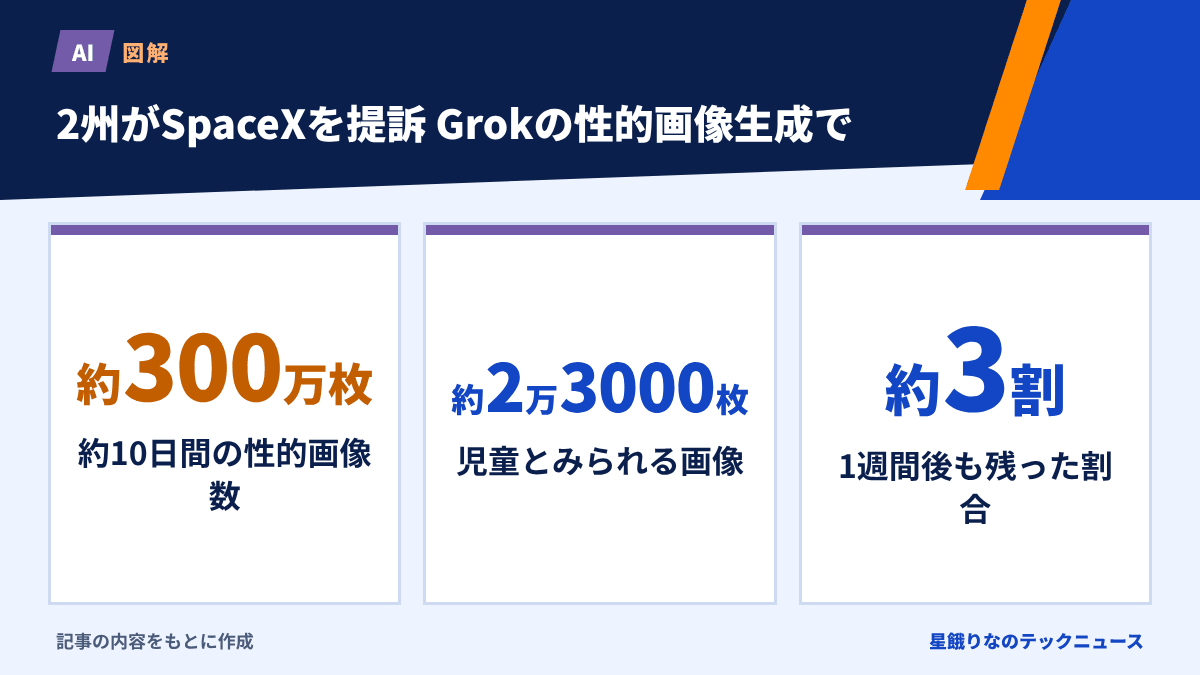 AI 図解
2州がSpaceXを提訴 Grokの性的画像生成で
約300万枚
約10日間の性的画像
数
約2万3000枚
児童とみられる画像
約3割
1週間後も残った割
合
記事の内容をもとに作成
星餓りなのテックニュース